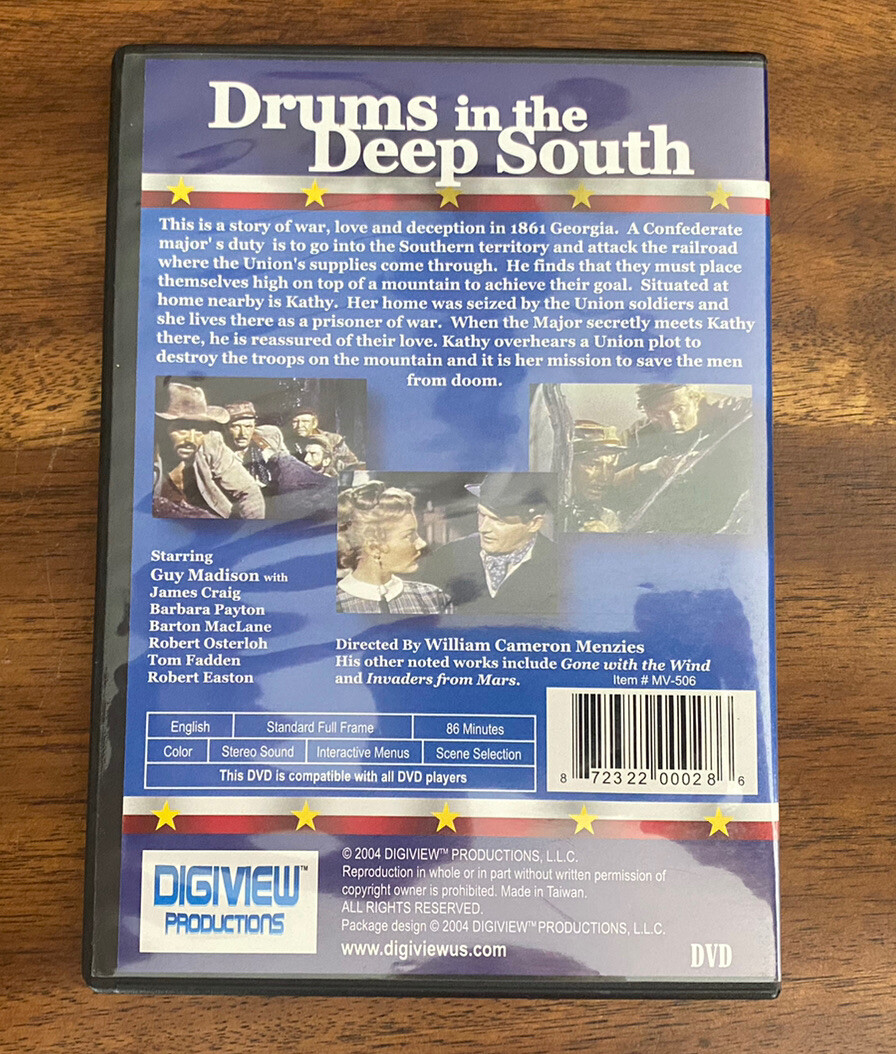 Drums in the
Deep South
This is a story of war, love and deception in 1861 Georgia. A Confederate
major's duty is to go into the Southern territory and attack the railroad
where the Union's supplies come through. He finds that they must place
themselves high on top of a mountain to achieve their goal. Situated at
home nearby is Kathy. Her home was seized by the Union soldiers and
she lives there as a prisoner of war. When the Major secretly meets Kathy
there, he is reassured of their love. Kathy overhears a Union plot to
destroy the troops on the mountain and it is her mission to save the men
from doom.
Starring
Guy Madison with
James Craig
Barbara Payton
Barton MacLane
Robert Osterloh
Tom Fadden
Robert Easton
Directed By William Cameron Menzies
His other noted works include Gone with the Wind
and Invaders from Mars.
Item # MV-506
English Standard Full Frame 86 Minutes
Color Stereo Sound Interactive Menus Scene Selection
This DVD is compatible with all DVD players
8 72322 00028 6
DIGIVIEW™
PRODUCTIONS
© 2004 DIGIVIEW™ PRODUCTIONS, L.L.C.
Reproduction in whole or in part without written permission of
copyright owner is prohibited. Made in Taiwan.
ALL RIGHTS RESERVED.
Package design © 2004 DIGIVIEW™ PRODUCTIONS, L.L.C.
www.digiviewus.com
DVD